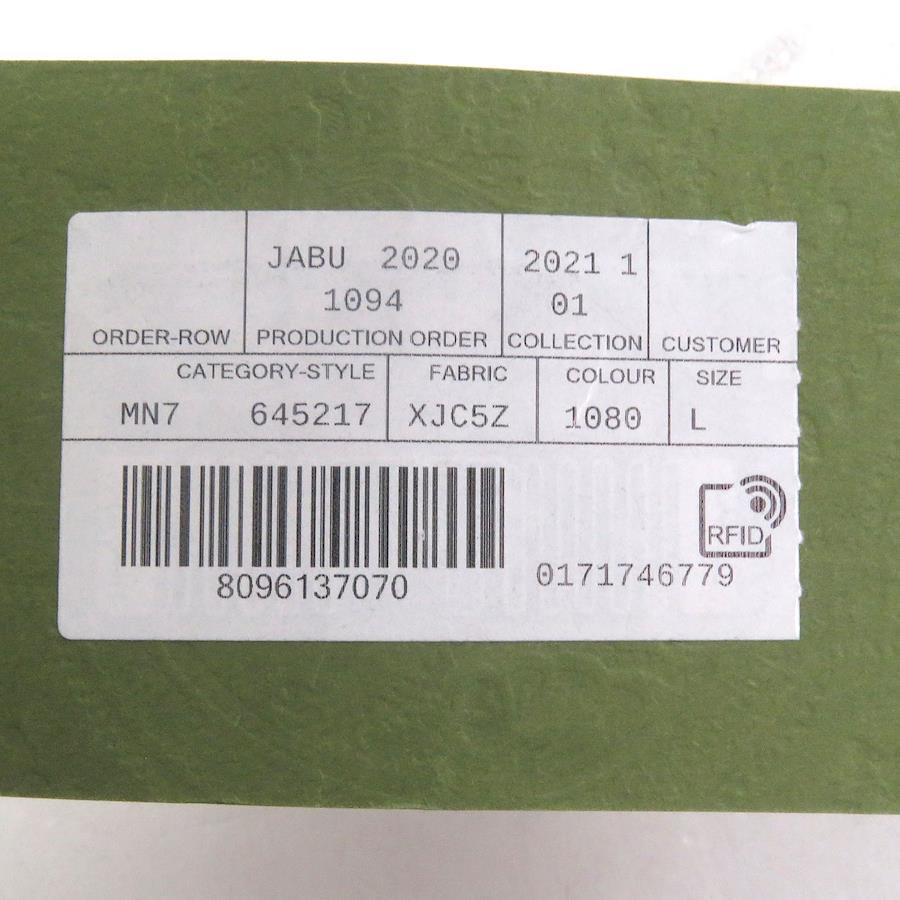 JABU 2020
1094
2021 1
01
ORDER-ROW PRODUCTION ORDER COLLECTION CUSTOMER
CATEGORY-STYLE FABRIC COLOUR SIZE
MN7 645217 XJC5Z 1080 L
RFID
8096137070
0171746779